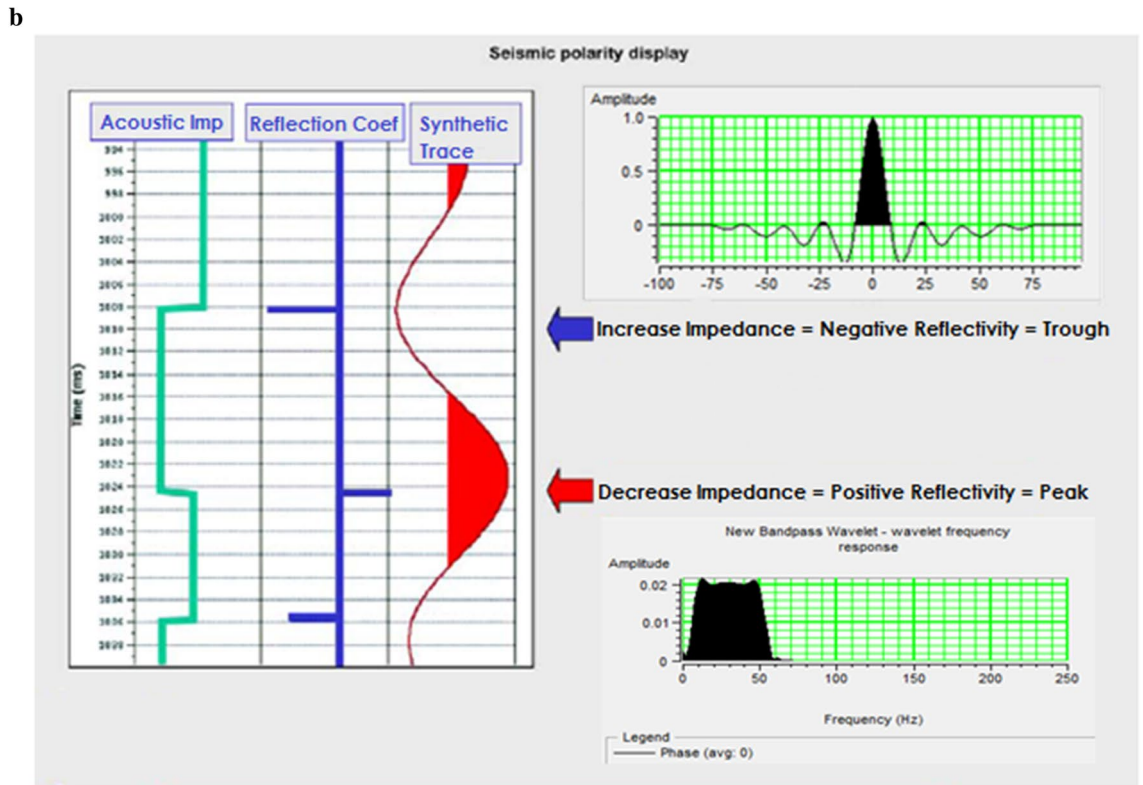 b
Seismic polarity display
Acoustic Imp
Reflection Coef
Synthetic
Trace
Time (ms)
Amplitude
1.0
0.5
0
-100 -75 -50 -25 0 25 50 75
Increase Impedance = Negative Reflectivity = Trough
Decrease Impedance = Positive Reflectivity = Peak
New Bandpass Wavelet - wavelet frequency
response
Amplitude
0.02
0.01
0
0 50 100 150 200 250
Frequency (Hz)
Legend
Phase (avg: 0)